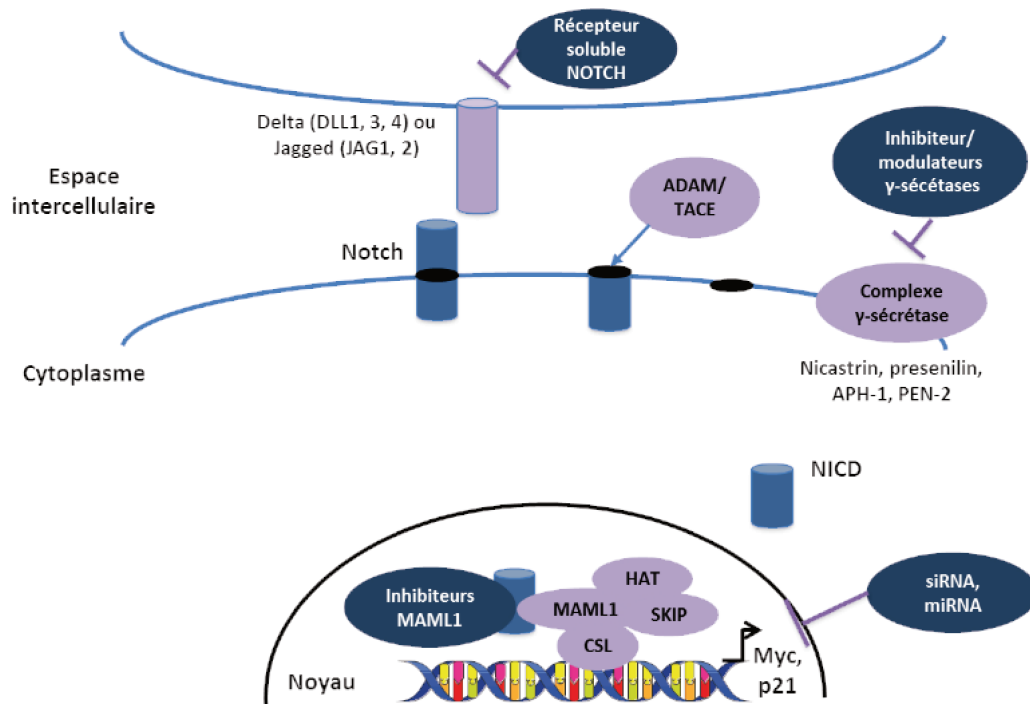 Récepteur
soluble
NOTCH
Delta (DLL1, 3, 4) ou
Jagged (JAG1, 2)
Inhibiteur/
modulateurs
γ-sécétases
Espace
intercellulaire
ADAM/
TACE
Notch
Complexe
γ-sécrétase
Cytoplasme
Nicastrin, presenilin,
APH-1, PEN-2
NICD
Inhibiteurs
MAML1
HAT
MAML1
SKIP
CSL
siRNA,
miRNA
Noyau
Myc,
p21